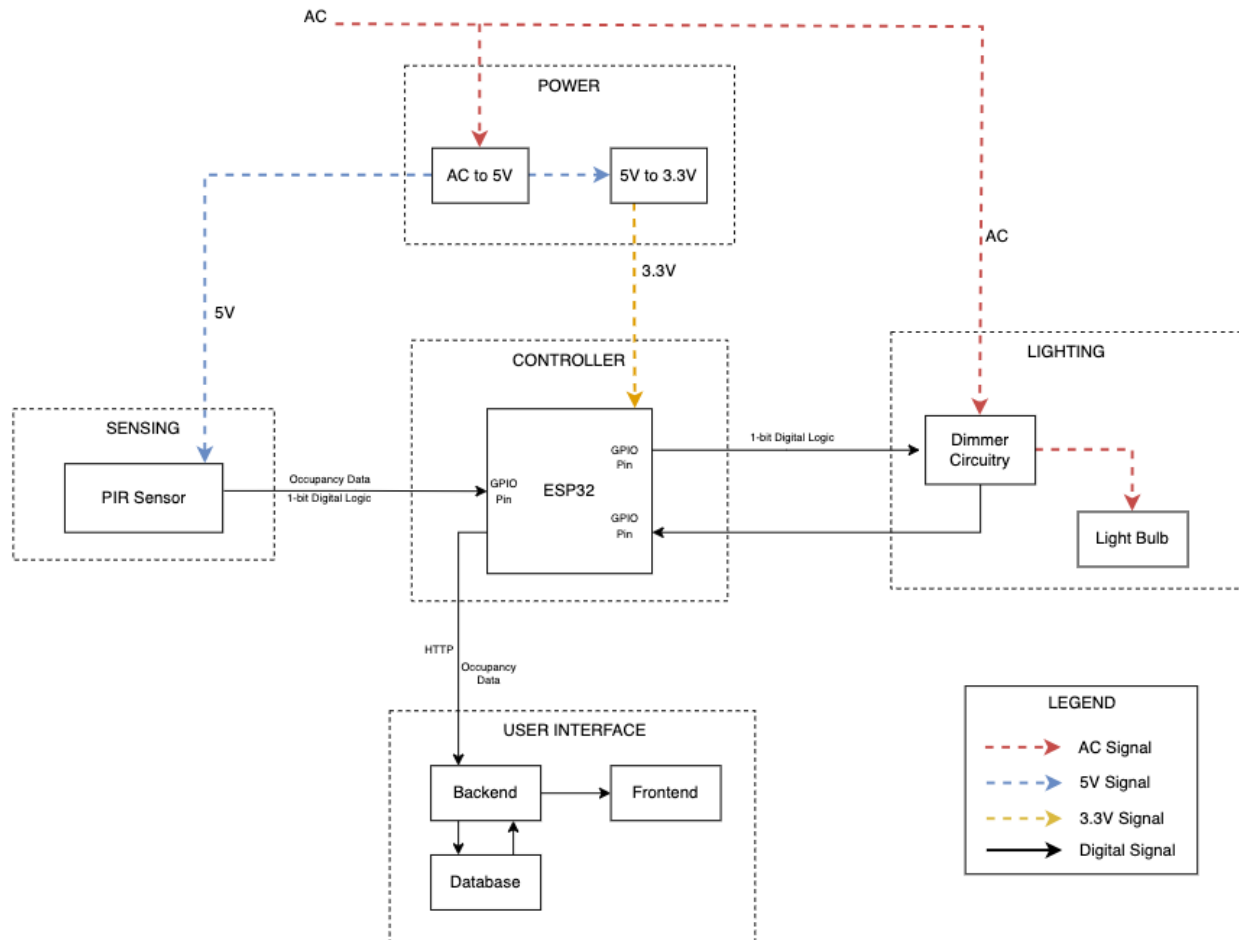 AC
POWER
AC to 5V
5V to 3.3V
AC
3.3V
5V
CONTROLLER
LIGHTING
SENSING
PIR Sensor
Occupancy Data
1-bit Digital Logic
GPIO
Pin
ESP32
GPIO
Pin
GPIO
Pin
1-bit Digital Logic
Dimmer
Circuitry
Light Bulb
HTTP
Occupancy
Data
USER INTERFACE
Backend
Frontend
Database
LEGEND
AC Signal
5V Signal
3.3V Signal
Digital Signal